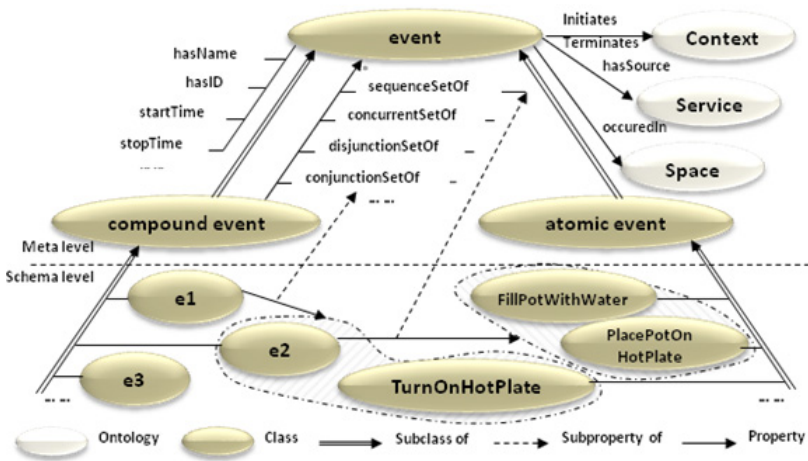 event
Initiates
Terminates
Context
hasName
hasSource
hasID
sequenceSetOf
startTime
concurrentSetOf
Service
stopTime
disjunctionSetOf
occuredIn
conjunctionSetOf
Space
compound event
atomic event
Meta level
Schema level
e1
FillPotWithWater
e2
PlacePotOn
HotPlate
e3
TurnOnHotPlate
Ontology
Class
Subclass of
Subproperty of
Property